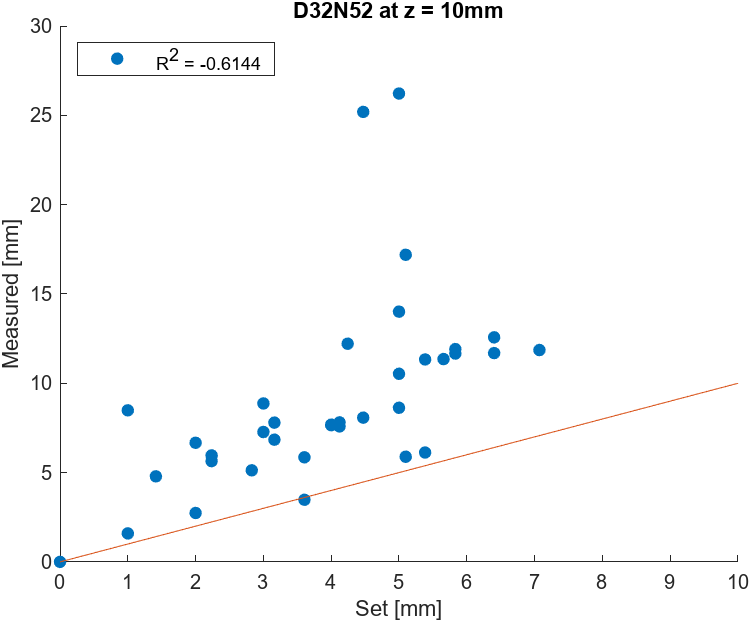 D32N52 at z = 10mm
R² = -0.6144
30
25
20
15
10
5
0
Measured [mm]
0 1 2 3 4 5 6 7 8 9 10
Set [mm]